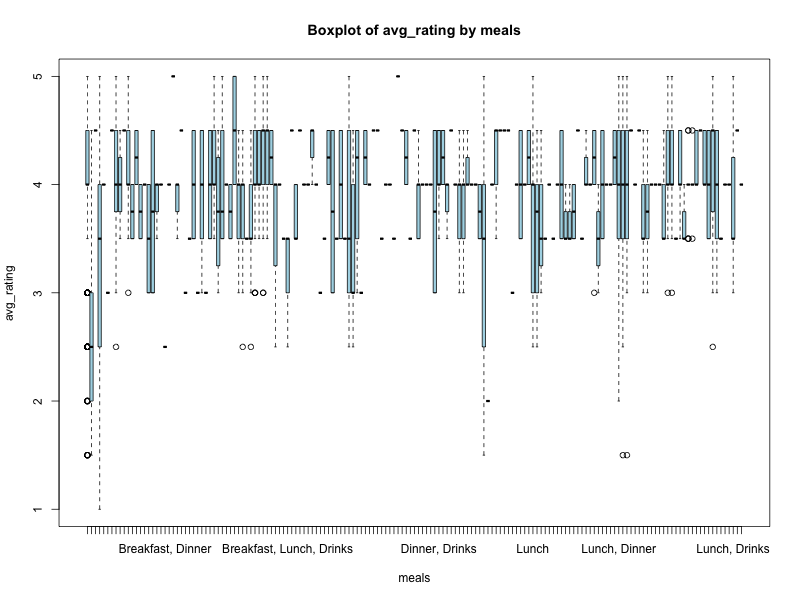 Boxplot of avg_rating by meals
avg_rating
5
4
3
2
1
Breakfast, Dinner
Breakfast, Lunch, Drinks
Dinner, Drinks
Lunch
Lunch, Dinner
Lunch, Drinks
meals